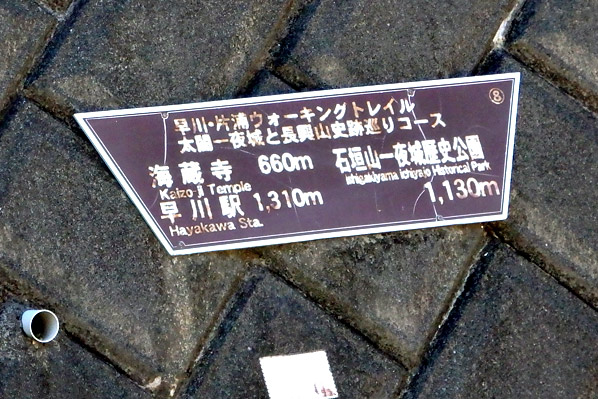 ⑧
早川・片浦ウォーキングトレイル
太閤一夜城と長興山史跡巡りコース
海蔵寺 660m
Kaizo-ji Temple
早川駅 1,310m
Hayakawa Sta.
石垣山一夜城歴史公園
Ishigakiyama Ichiyajo Historical Park
1,130m